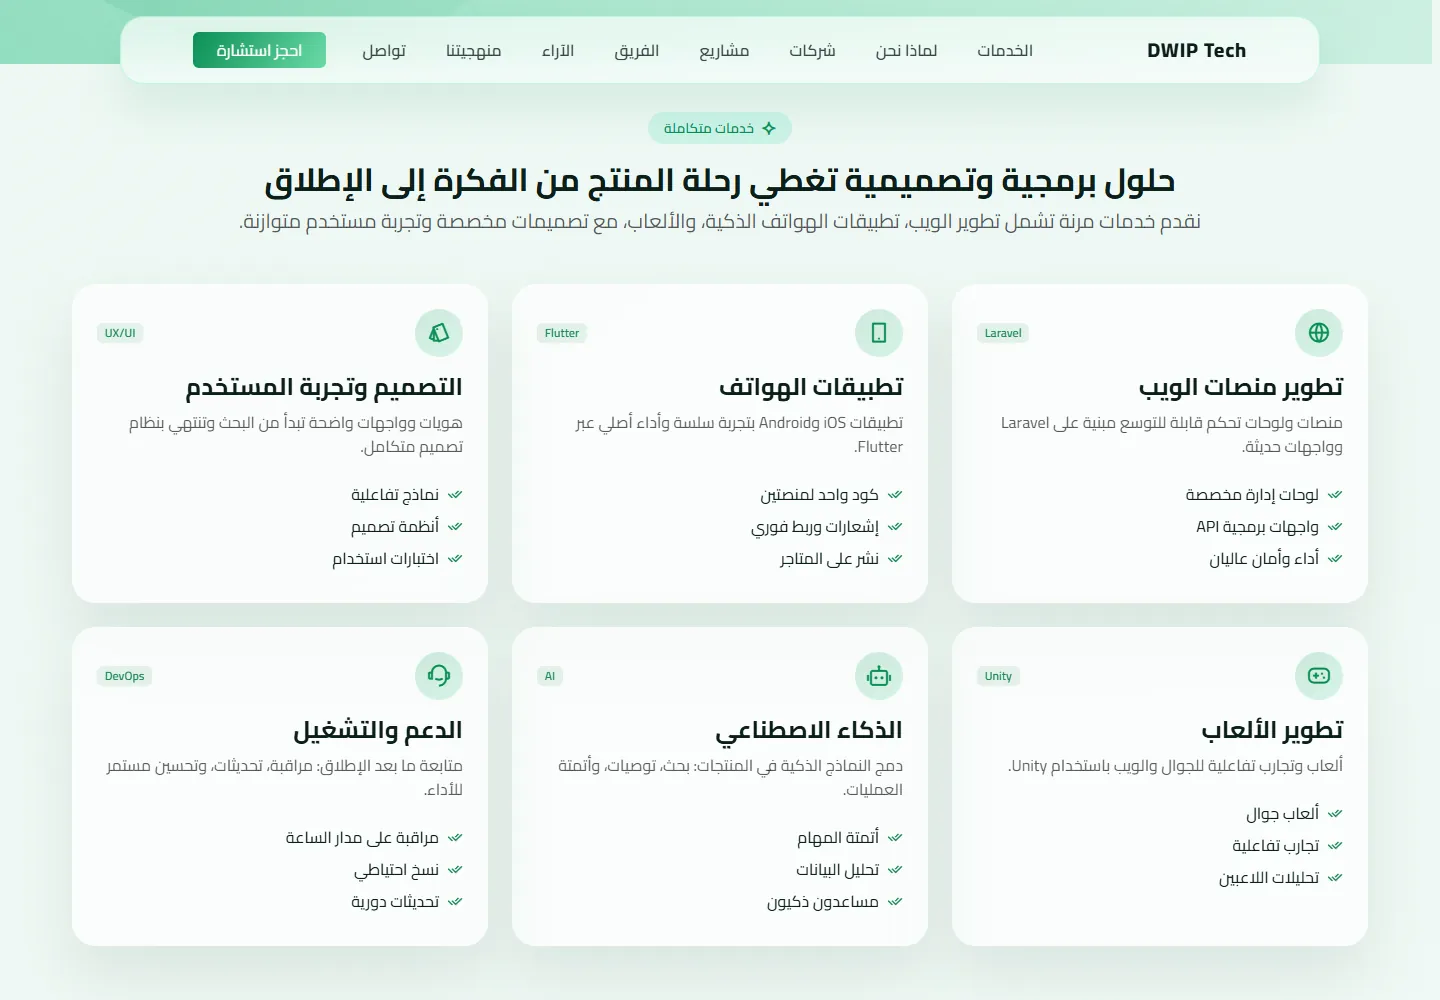 DWIP Tech
الخدمات
لماذا نحن
شركات
مشاريع
الفريق
الآراء
منهجيتنا
تواصل
احجز استشارة
خدمات متكاملة
حلول برمجية وتصميمية تغطي رحلة المنتج من الفكرة إلى الإطلاق
نقدم خدمات مرنة تشمل تطوير الويب، تطبيقات الهواتف الذكية، والألعاب، مع تصميمات مخصصة وتجربة مستخدم متوازنة.
Laravel
تطوير منصات الويب
منصات ولوحات تحكم قابلة للتوسع مبنية على Laravel
وواجهات حديثة.
لوحات إدارة مخصصة
واجهات برمجية API
أداء وأمان عاليان
Flutter
تطبيقات الهواتف
تطبيقات iOS وAndroid بتجربة سلسة وأداء أصلي عبر
Flutter.
كود واحد لمنصتين
إشعارات وربط فوري
نشر على المتاجر
UX/UI
التصميم وتجربة المستخدم
هويات وواجهات واضحة تبدأ من البحث وتنتهي بنظام
تصميم متكامل.
نماذج تفاعلية
أنظمة تصميم
اختبارات استخدام
Unity
تطوير الألعاب
ألعاب وتجارب تفاعلية للجوال والويب باستخدام Unity.
ألعاب جوال
تجارب تفاعلية
تحليلات اللاعبين
AI
الذكاء الاصطناعي
دمج النماذج الذكية في المنتجات: بحث، توصيات، وأتمتة
العمليات.
أتمتة المهام
تحليل البيانات
مساعدون ذكيون
DevOps
الدعم والتشغيل
متابعة ما بعد الإطلاق: مراقبة، تحديثات، وتحسين مستمر
للأداء.
مراقبة على مدار الساعة
نسخ احتياطي
تحديثات دورية